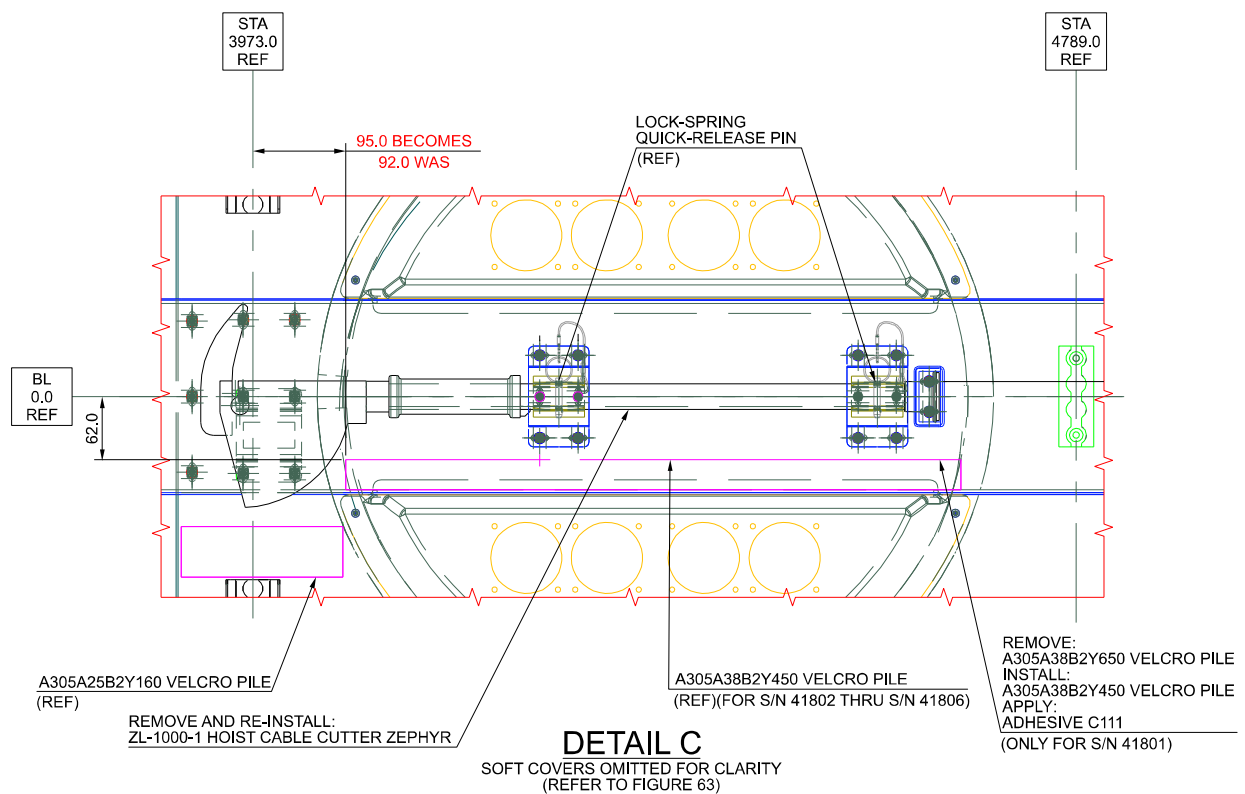 STA
3973.0
REF
STA
4789.0
REF
95.0 BECOMES
92.0 WAS
LOCK-SPRING
QUICK-RELEASE PIN
(REF)
BL
0.0
REF
62.0
A305A25B2Y160 VELCRO PILE
(REF)
REMOVE AND RE-INSTALL:
ZL-1000-1 HOIST CABLE CUTTER ZEPHYR
A305A38B2Y450 VELCRO PILE
(REF)(FOR S/N 41802 THRU S/N 41806)
REMOVE:
A305A38B2Y650 VELCRO PILE
INSTALL:
A305A38B2Y450 VELCRO PILE
APPLY:
ADHESIVE C111
(ONLY FOR S/N 41801)
DETAIL C
SOFT COVERS OMITTED FOR CLARITY
(REFER TO FIGURE 63)